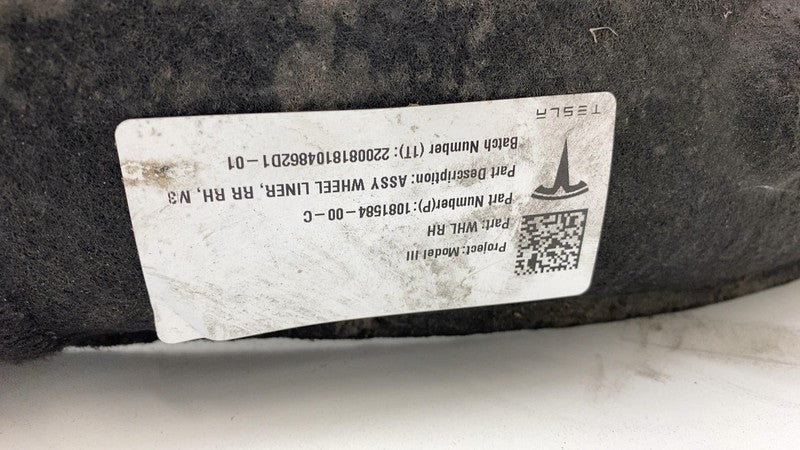 Project: Model III
Part: WHL RH
Part Number(P): 1081584-00-C
Part Description: ASSY WHEEL LINER, RR RH, M3
Batch Number (1T): 2200818104862D1-01
TESLA